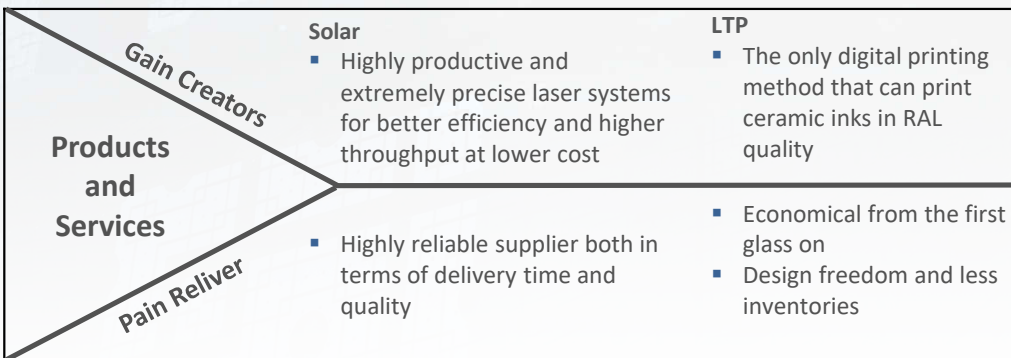 Gain Creators
Products
and
Services
Pain Reliver
Solar
▪ Highly productive and
extremely precise laser systems
for better efficiency and higher
throughput at lower cost
▪ Highly reliable supplier both in
terms of delivery time and
quality
LTP
▪ The only digital printing
method that can print
ceramic inks in RAL
quality
▪ Economical from the first
glass on
▪ Design freedom and less
inventories